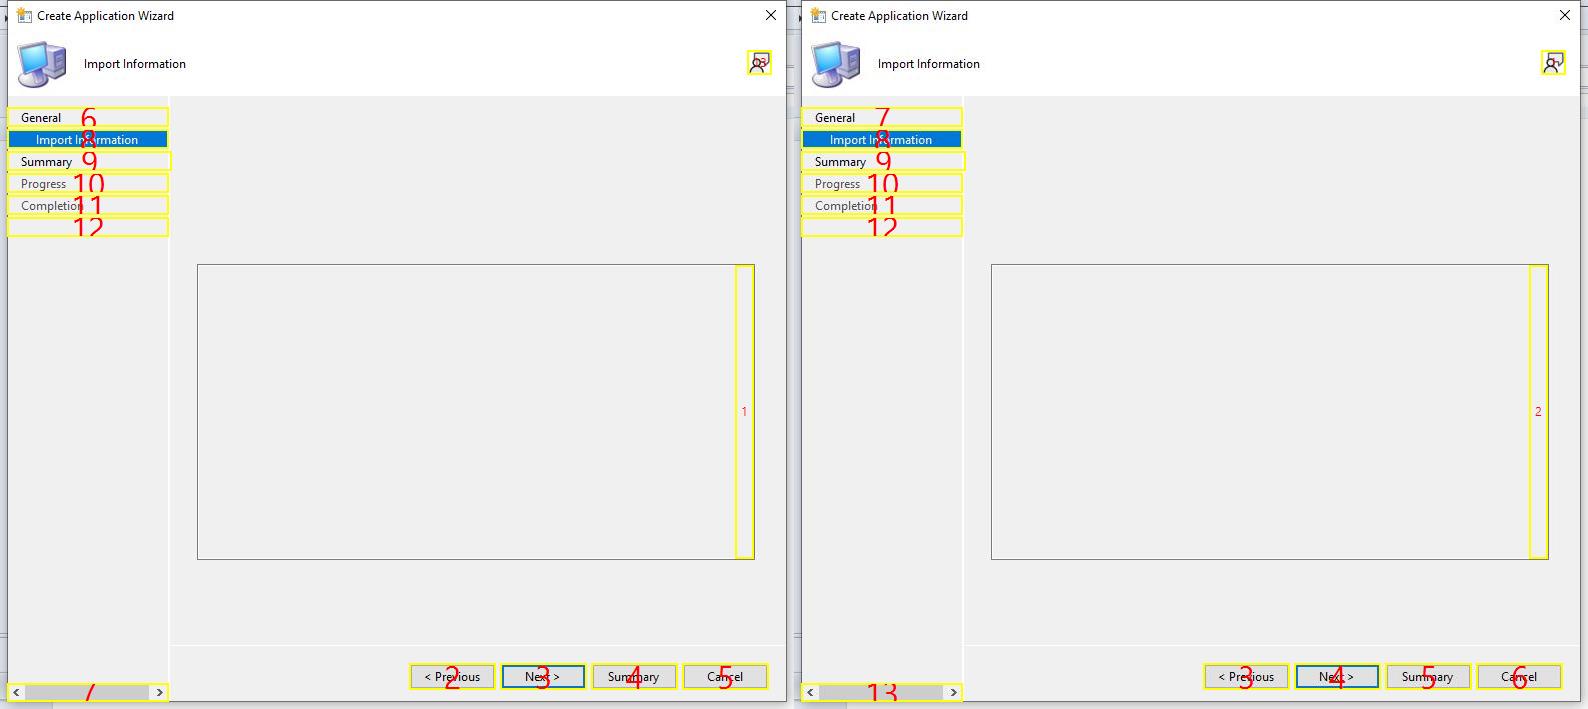 Create Application Wizard
Import Information
13
General 6
Import Information 8
Summary 9
Progress 10
Completion 11
12
1
< Previous 2
Next > 3
Summary 4
Cancel 5
< 7 >
Create Application Wizard
Import Information
General 7
Import Information 8
Summary 9
Progress 10
Completion 11
12
2
< Previous 3
Next > 4
Summary 5
Cancel 6
< 13 >